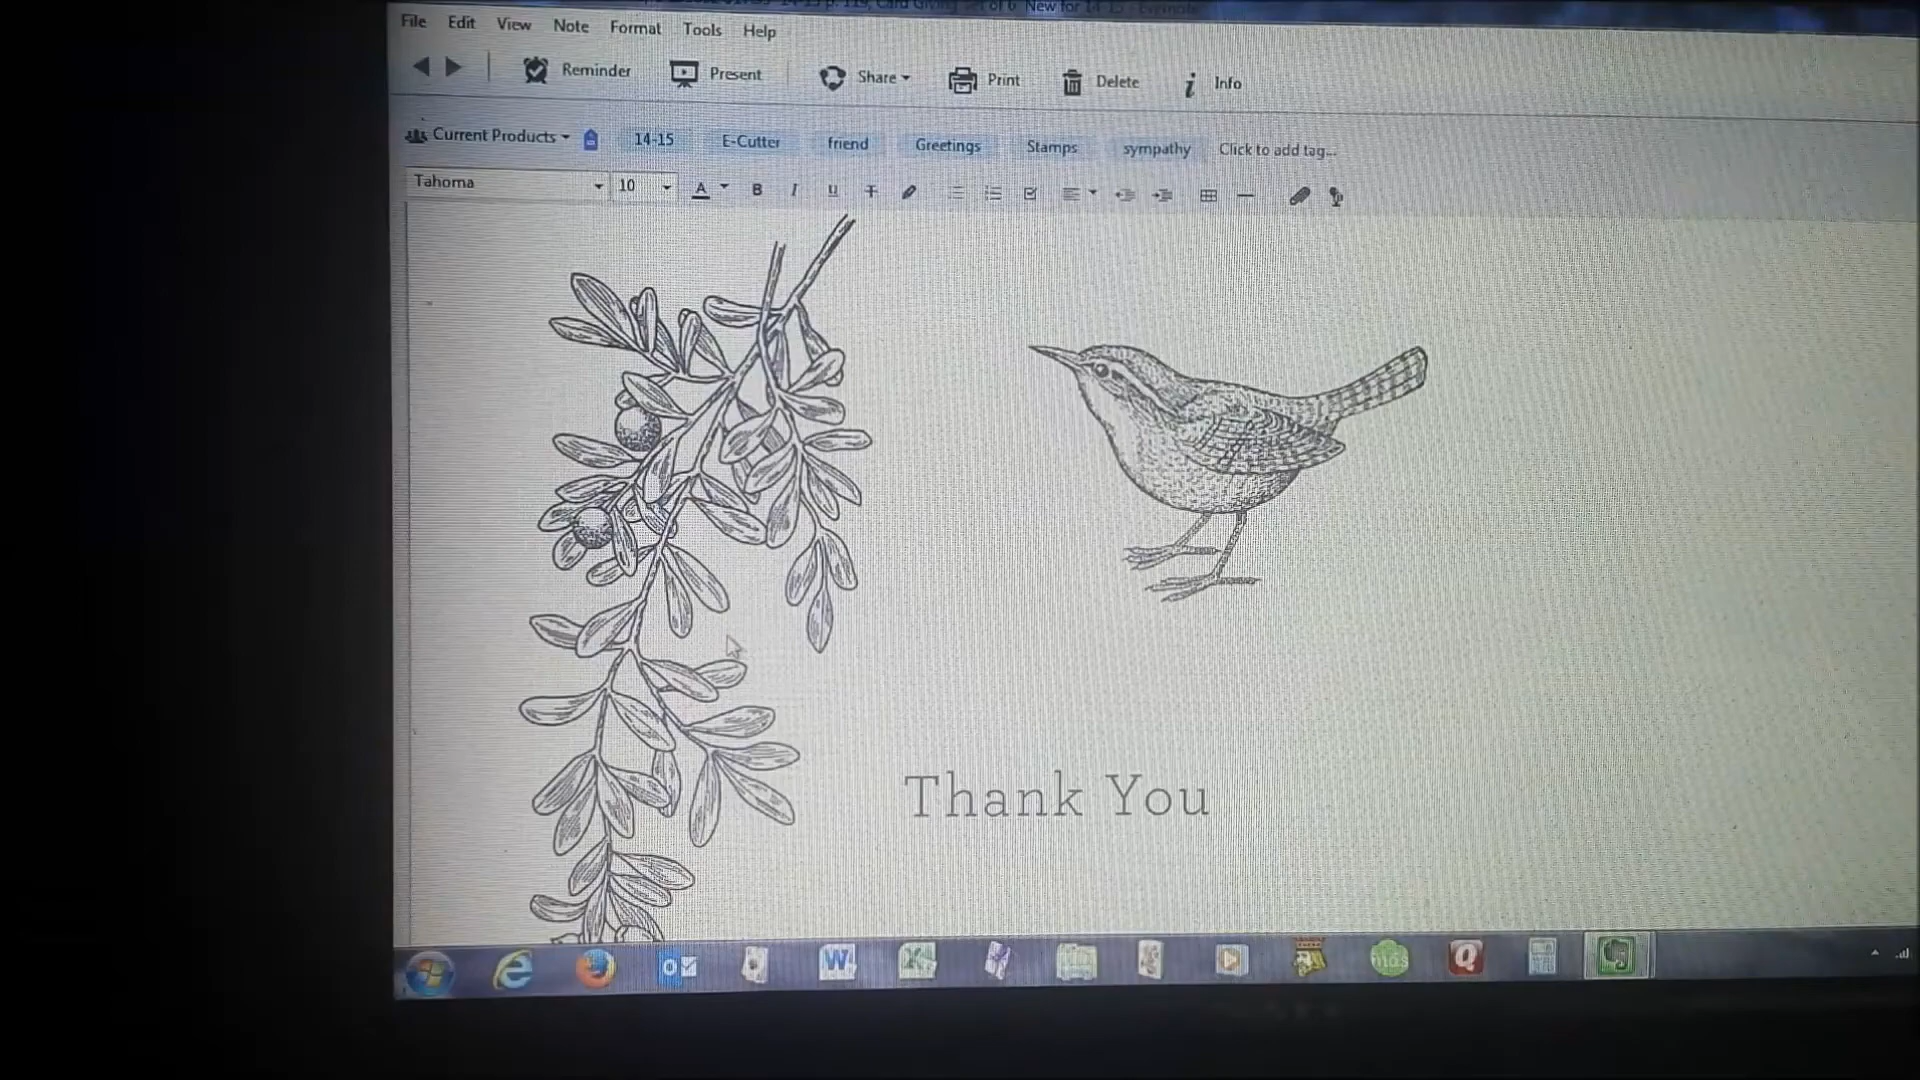 File Edit View Note Format Tools Help
Reminder Present Share Print Delete Info
Current Products 14-15 E-Cutter friend Greetings Stamps sympathy Click to add tag...
Tahoma 10 A B I U T
Thank You